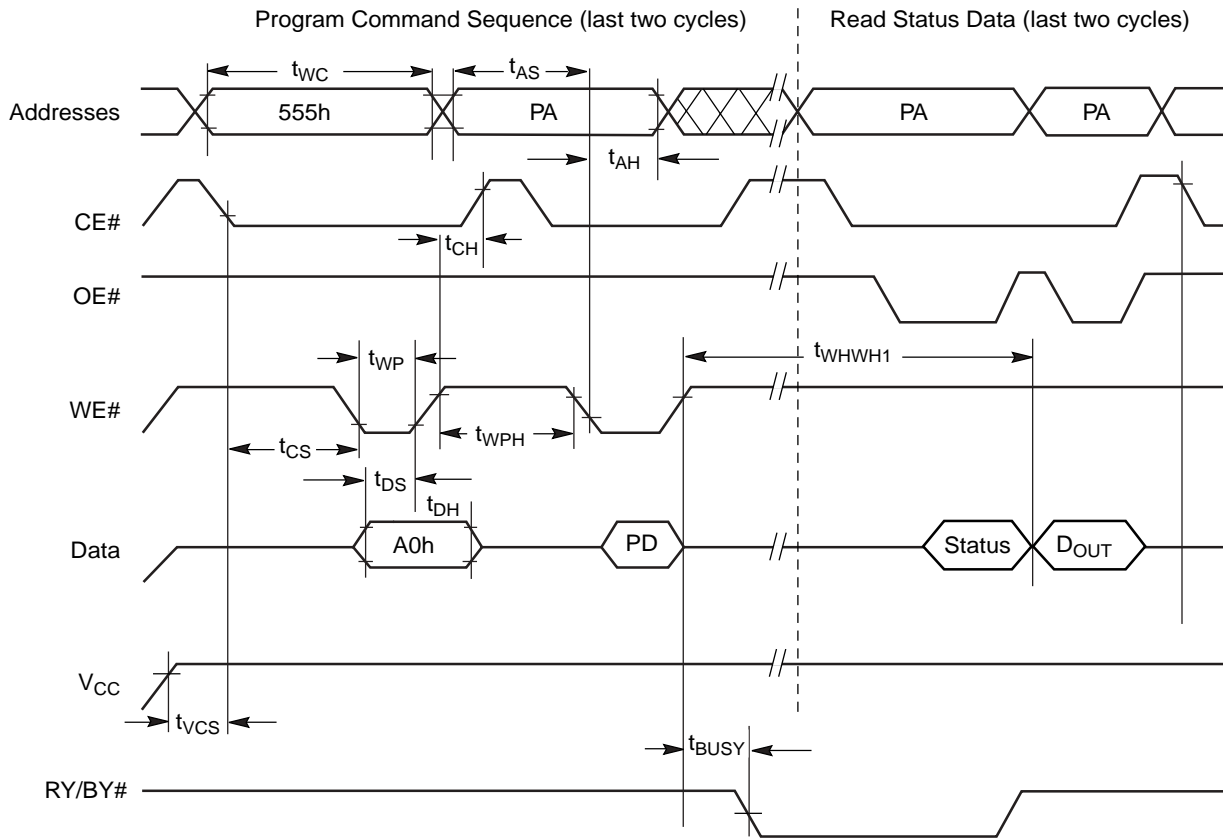 Program Command Sequence (last two cycles)
Read Status Data (last two cycles)
tWC
tAS
Addresses
555h
PA
PA
PA
tAH
CE#
tCH
OE#
tWP
tWHWH1
WE#
tCS
tWPH
tDS
tDH
Data
A0h
PD
Status
DOUT
VCC
tVCS
tBUSY
RY/BY#